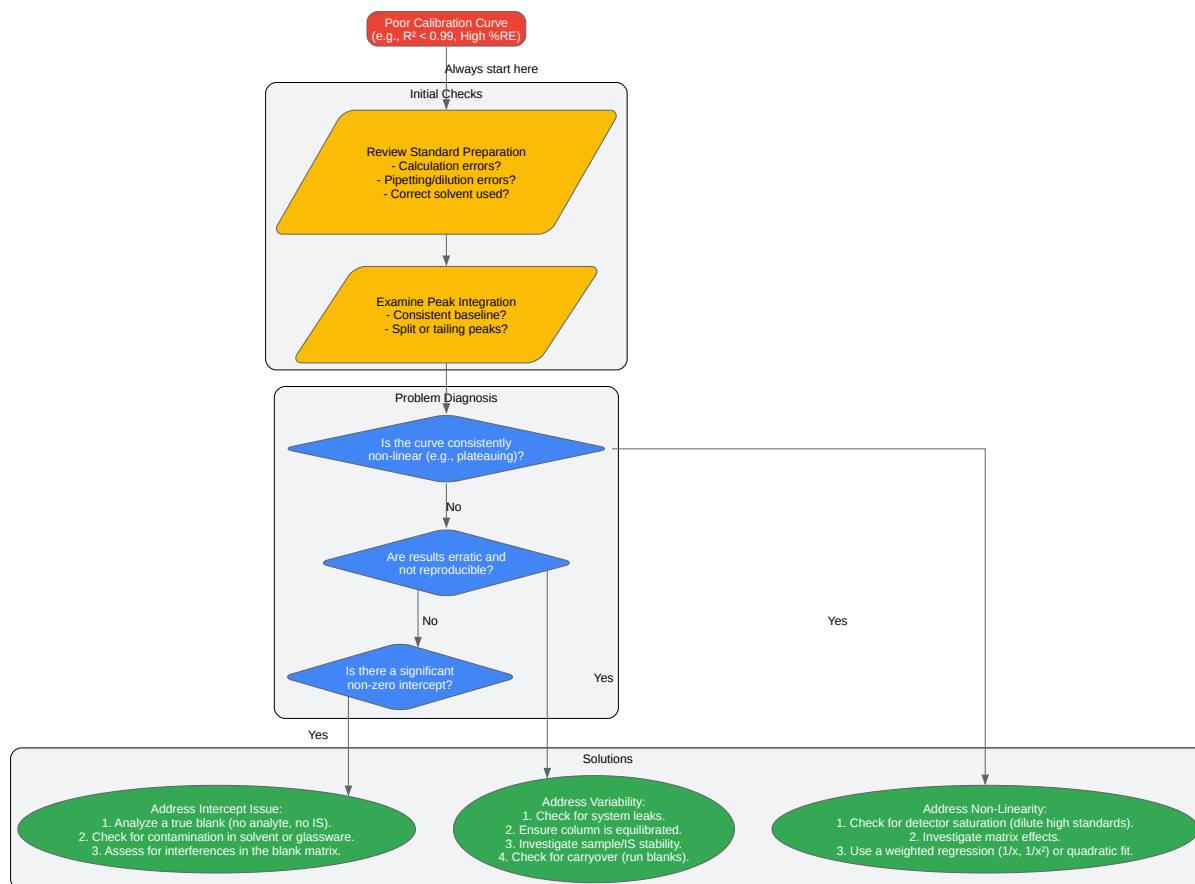 Poor Calibration Curve
(e.g., R² < 0.99, High %RE)
Always start here
Initial Checks
Review Standard Preparation
- Calculation errors?
- Pipetting/dilution errors?
- Correct solvent used?
Examine Peak Integration
- Consistent baseline?
- Split or tailing peaks?
Problem Diagnosis
Is the curve consistently
non-linear (e.g., plateauing)?
No
Are results erratic and
not reproducible?
No
Yes
Is there a significant
non-zero intercept?
Yes
Yes
Solutions
Address Intercept Issue:
1. Analyze a true blank (no analyte, no IS).
2. Check for contamination in solvent or glassware.
3. Assess for interferences in the blank matrix.
Address Variability:
1. Check for system leaks.
2. Ensure column is equilibrated.
3. Investigate sample/IS stability.
4. Check for carryover (run blanks).
Address Non-Linearity:
1. Check for detector saturation (dilute high standards).
2. Investigate matrix effects.
3. Use a weighted regression (1/x, 1/x²) or quadratic fit.